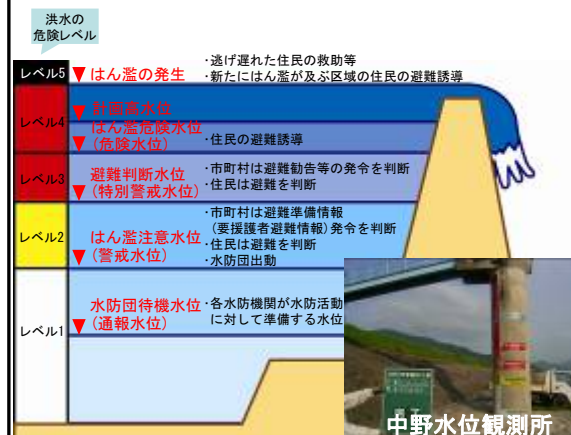 洪水の
危険レベル
レベル5
▼はん濫の発生
・逃げ遅れた住民の救助等
・新たにはん濫が及ぶ区域の住民の避難誘導
レベル4
▼計画高水位
はん濫危険水位
▼(危険水位)
・住民の避難誘導
レベル3
避難判断水位
▼(特別警戒水位)
・市町村は避難勧告等の発令を判断
・住民は避難を判断
レベル2
はん濫注意水位
▼(警戒水位)
・市町村は避難準備情報
(要援護者避難情報)発令を判断
・住民は避難を判断
・水防団出動
レベル1
水防団待機水位
▼(通報水位)
・各水防機関が水防活動
に対して準備する水位
中野水位観測所